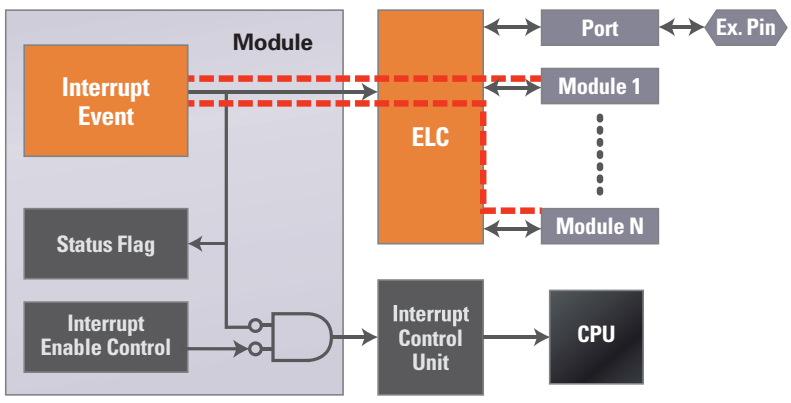 Module
Interrupt
Event
ELC
Port
Ex. Pin
Module 1
Module N
Status Flag
Interrupt
Enable Control
Interrupt
Control
Unit
CPU